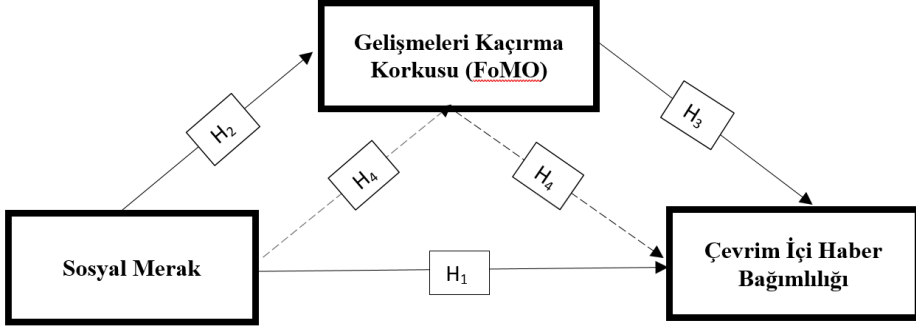 Gelişmeleri Kaçırma
Korkusu (FoMO)
H₂
H₃
H₄
H₄
Sosyal Merak
H₁
Çevrim İçi Haber
Bağımlılığı